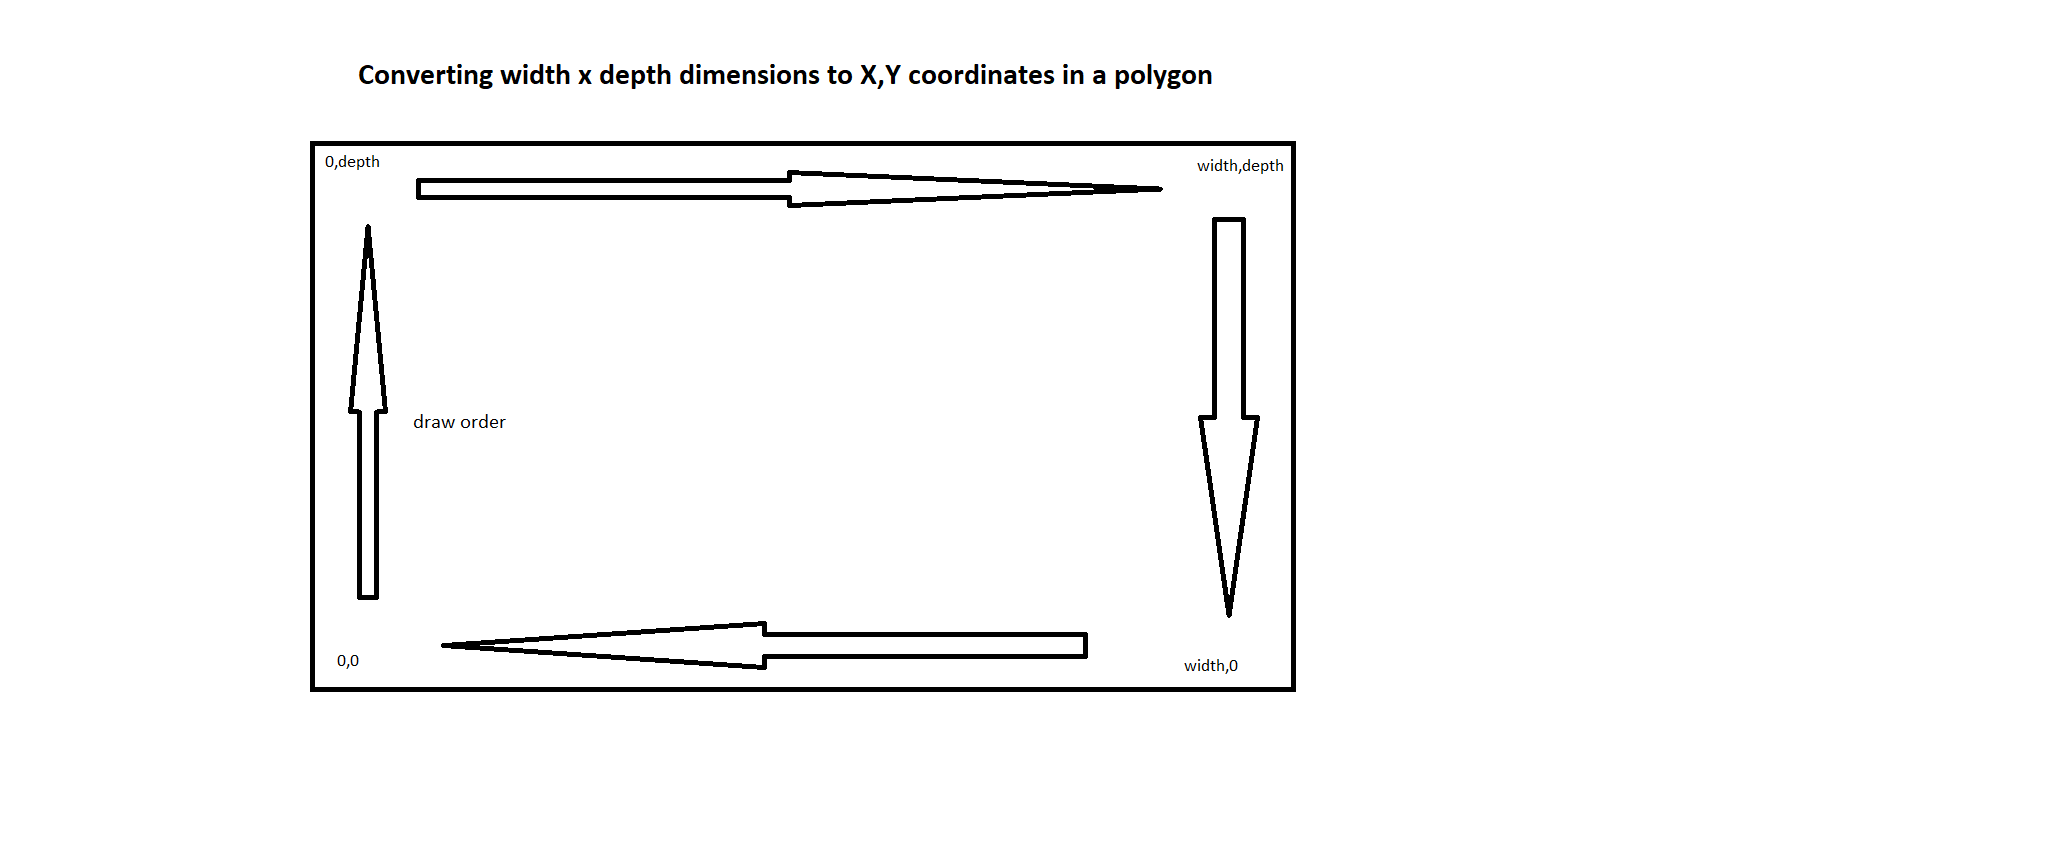 Converting width x depth dimensions to X,Y coordinates in a polygon
0,depth
width,depth
draw order
0,0
width,0